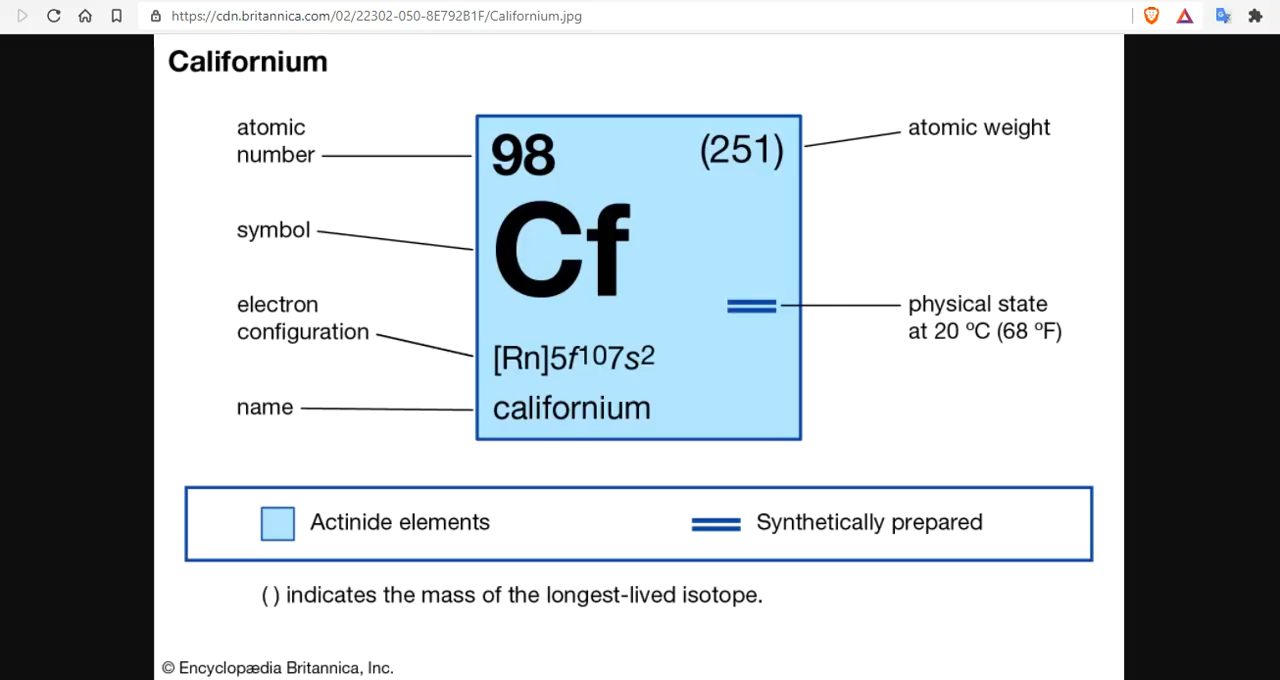 https://cdn.britannica.com/02/22302-050-8E792B1F/Californium.jpg
Californium
atomic
number
98
(251)
atomic weight
symbol
Cf
electron
configuration
physical state
at 20 ºC (68 ºF)
[Rn]5f107s2
name
californium
Actinide elements
Synthetically prepared
( ) indicates the mass of the longest-lived isotope.
© Encyclopædia Britannica, Inc.